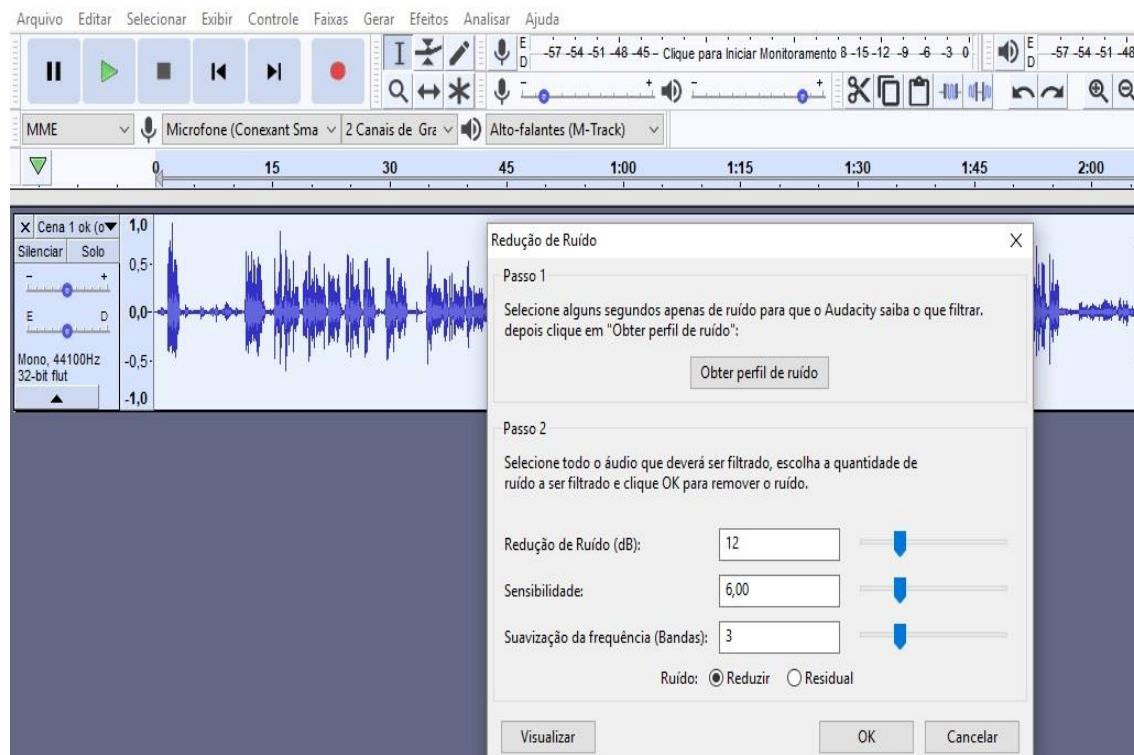 Arquivo Editar Selecionar Exibir Controle Faixas Gerar Efeitos Analisar Ajuda
E D -57 -54 -51 -48 -45 - Clique para Iniciar Monitoramento 8 -15 -12 -9 -6 -3 0 E D -57 -54 -51 -48
- + - +
MME Microfone (Conexant Sma 2 Canais de Gra Alto-falantes (M-Track)
0 15 30 45 1:00 1:15 1:30 1:45 2:00
X Cena 1 ok (o 1,0
Silenciar Solo 0,5
- +
E D 0,0
Mono, 44100Hz -0,5
32-bit flut
-1,0
Redução de Ruído X
Passo 1
Selecione alguns segundos apenas de ruído para que o Audacity saiba o que filtrar.
depois clique em "Obter perfil de ruído":
Obter perfil de ruído
Passo 2
Selecione todo o áudio que deverá ser filtrado, escolha a quantidade de
ruído a ser filtrado e clique OK para remover o ruído.
Redução de Ruído (dB): 12
Sensibilidade: 6,00
Suavização da frequência (Bandas): 3
Ruído: Reduzir Residual
Visualizar OK Cancelar